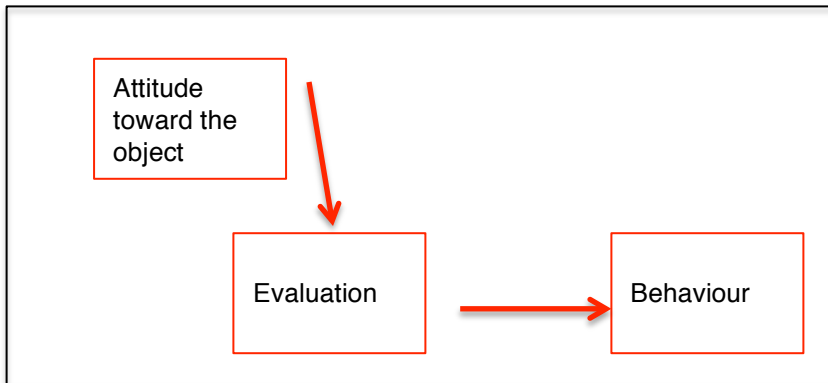 Attitude
toward the
object
Evaluation
Behaviour